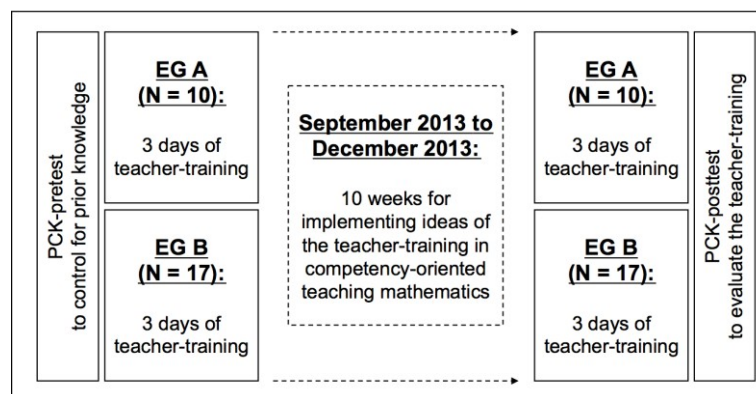 PCK-pretest
to control for prior knowledge
EG A
(N = 10):
3 days of
teacher-training
EG B
(N = 17):
3 days of
teacher-training
September 2013 to
December 2013:
10 weeks for
implementing ideas of
the teacher-training in
competency-oriented
teaching mathematics
EG A
(N = 10):
3 days of
teacher-training
EG B
(N = 17):
3 days of
teacher-training
PCK-posttest
to evaluate the teacher-training